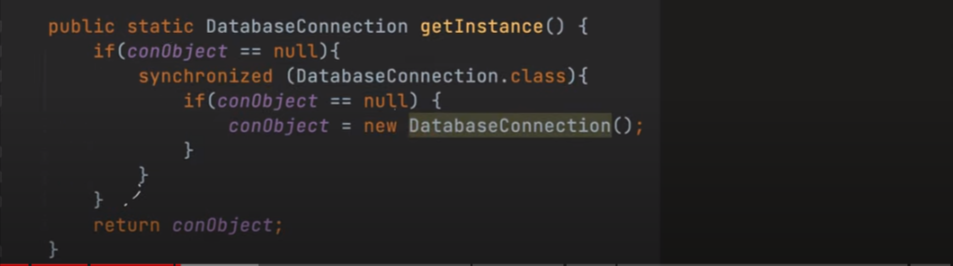 public static DatabaseConnection getInstance() {
if(conObject == null){
synchronized (DatabaseConnection.class){
if(conObject == null) {
conObject = new DatabaseConnection();
}
}
}
return conObject;
}